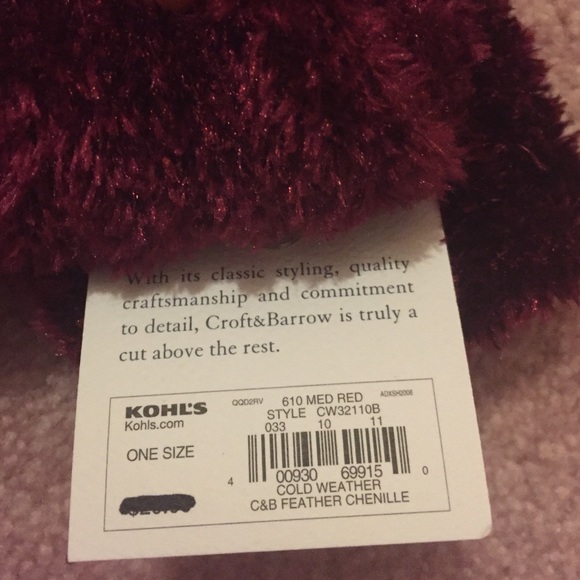 With its classic styling, quality
craftsmanship and commitment
to detail, Croft&Barrow is truly a
cut above the rest.
KOHL'S
Kohls.com
QQD2RV 610 MED RED AOXSH2006
STYLE CW32110B
033 10 11
ONE SIZE
4 00930 69915 0
COLD WEATHER
C&B FEATHER CHENILLE